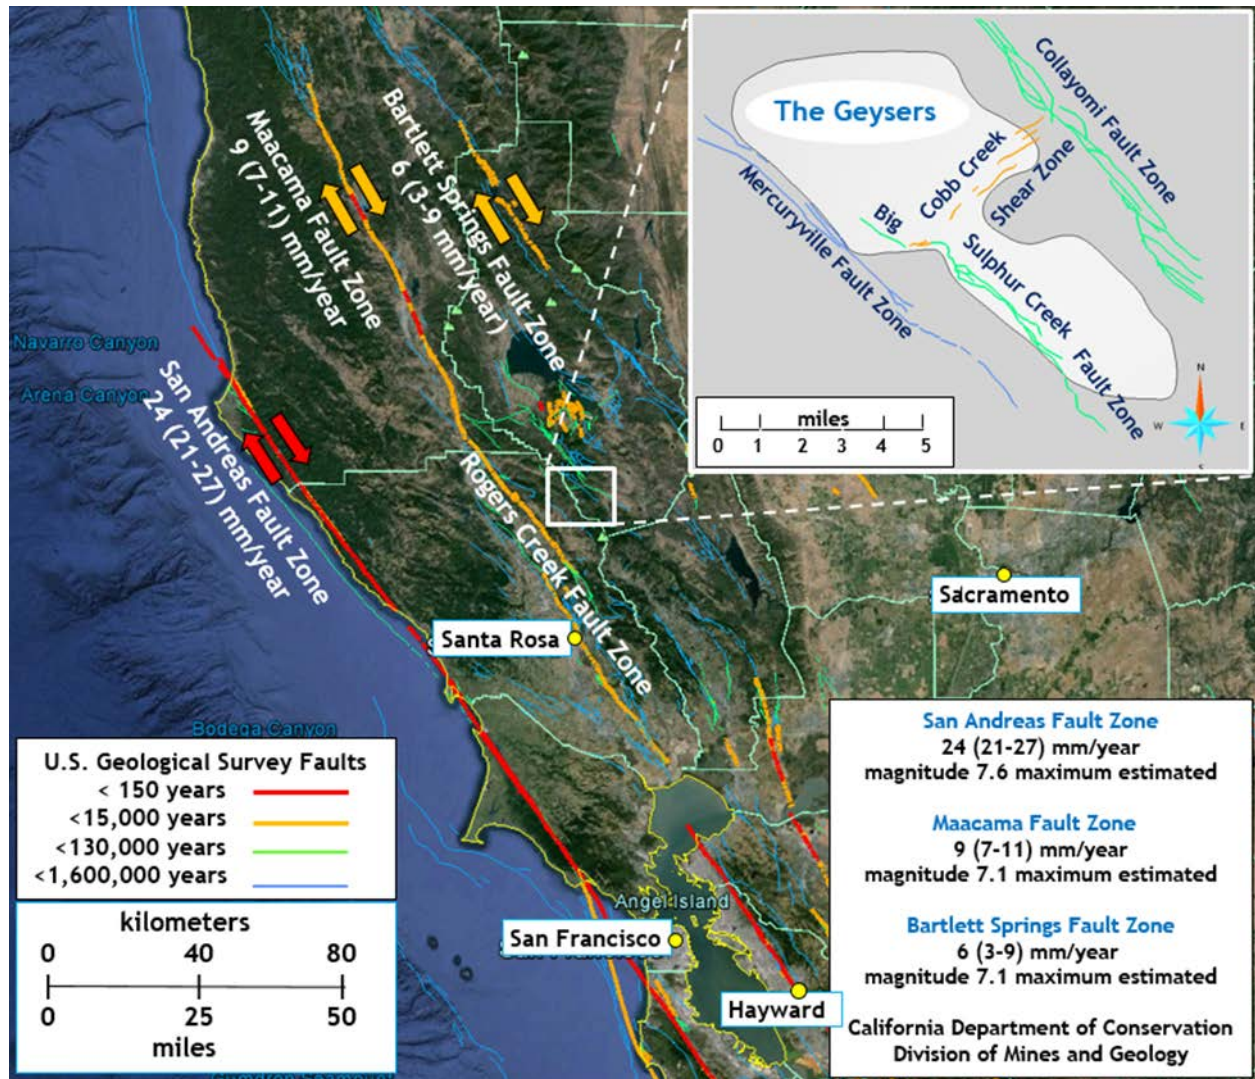 Maacama Fault Zone
9 (7-11) mm/year
Bartlett Springs Fault Zone
6 (3-9 mm/year)
San Andreas Fault Zone
24 (21-27) mm/year
Rogers Creek Fault Zone
Navarro Canyon
Arena Canyon
Bodega Canyon
Santa Rosa
Sacramento
Angel Island
San Francisco
Hayward
The Geysers
Collayomi Fault Zone
Cobb Creek
Shear Zone
Mercuryville Fault Zone
Big
Sulphur Creek
Fault Zone
N
W
E
miles
0 1 2 3 4 5
U.S. Geological Survey Faults
< 150 years
<15,000 years
<130,000 years
<1,600,000 years
kilometers
0 40 80
0 25 50
miles
San Andreas Fault Zone
24 (21-27) mm/year
magnitude 7.6 maximum estimated
Maacama Fault Zone
9 (7-11) mm/year
magnitude 7.1 maximum estimated
Bartlett Springs Fault Zone
6 (3-9) mm/year
magnitude 7.1 maximum estimated
California Department of Conservation
Division of Mines and Geology